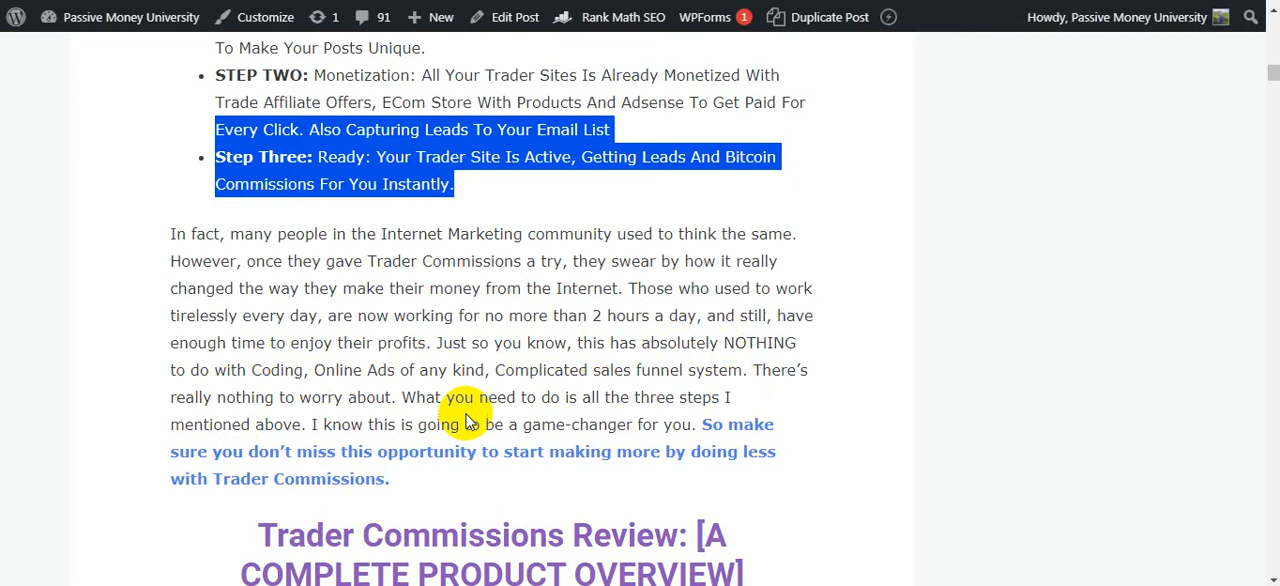 Passive Money University Customize 1 91 New Edit Post Rank Math SEO WPForms 1 Duplicate Post Howdy, Passive Money University
To Make Your Posts Unique.
STEP TWO: Monetization: All Your Trader Sites Is Already Monetized With
Trade Affiliate Offers, ECom Store With Products And Adsense To Get Paid For
Every Click. Also Capturing Leads To Your Email List
Step Three: Ready: Your Trader Site Is Active, Getting Leads And Bitcoin
Commissions For You Instantly.
In fact, many people in the Internet Marketing community used to think the same.
However, once they gave Trader Commissions a try, they swear by how it really
changed the way they make their money from the Internet. Those who used to work
tirelessly every day, are now working for no more than 2 hours a day, and still, have
enough time to enjoy their profits. Just so you know, this has absolutely NOTHING
to do with Coding, Online Ads of any kind, Complicated sales funnel system. There’s
really nothing to worry about. What you need to do is all the three steps I
mentioned above. I know this is going to be a game-changer for you. So make
sure you don’t miss this opportunity to start making more by doing less
with Trader Commissions.
Trader Commissions Review: [A
COMPLETE PRODUCT OVERVIEW]